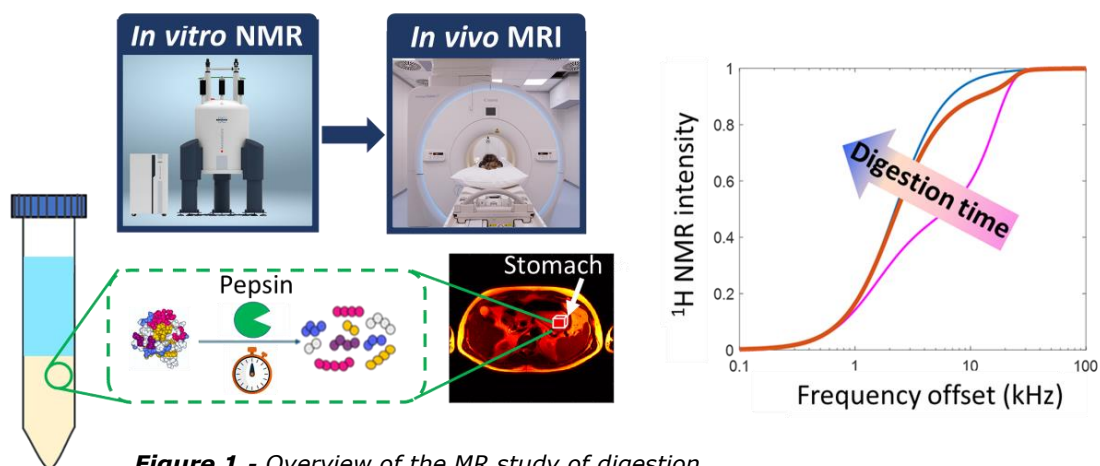 In vitro NMR
In vivo MRI
Pepsin
Stomach
¹H NMR intensity
1
0.8
0.6
0.4
0.2
0
Digestion time
0.1
1
10
100
Frequency offset (kHz)
Figure 1 - Overview of the MR study of digestion